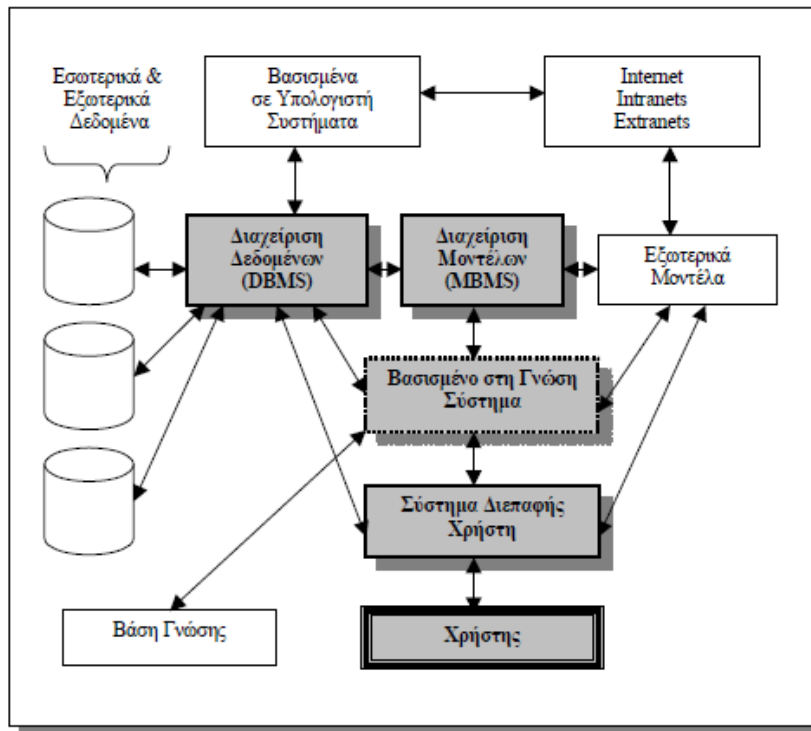 Εσωτερικά &
Εξωτερικά
Δεδομένα
Βασισμένα
σε Υπολογιστή
Συστήματα
Internet
Intranets
Extranets
Διαχείριση
Δεδομένων
(DBMS)
Διαχείριση
Μοντέλων
(MBMS)
Εξωτερικά
Μοντέλα
Βασισμένο στη Γνώση
Σύστημα
Σύστημα Διεπαφής
Χρήστη
Βάση Γνώσης
Χρήστης